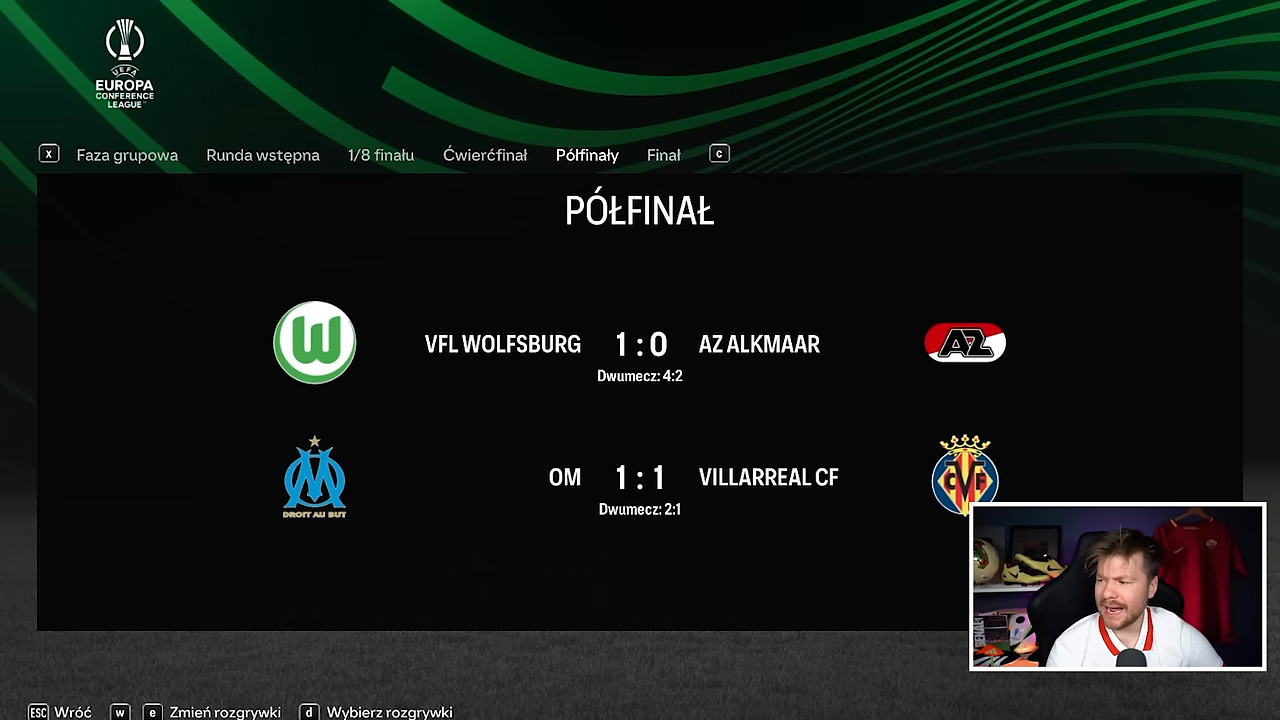 UEFA
EUROPA
CONFERENCE
LEAGUE
x Faza grupowa Runda wstępna 1/8 finału Ćwierćfinał Półfinały Finał c
PÓŁFINAŁ
W VFL WOLFSBURG 1 : 0 AZ ALKMAAR AZ
Dwumecz: 4:2
M OM 1 : 1 VILLARREAL CF CVF
DROIT AU BUT Dwumecz: 2:1
ESC Wróć w e Zmień rozgrywki d Wybierz rozgrywki